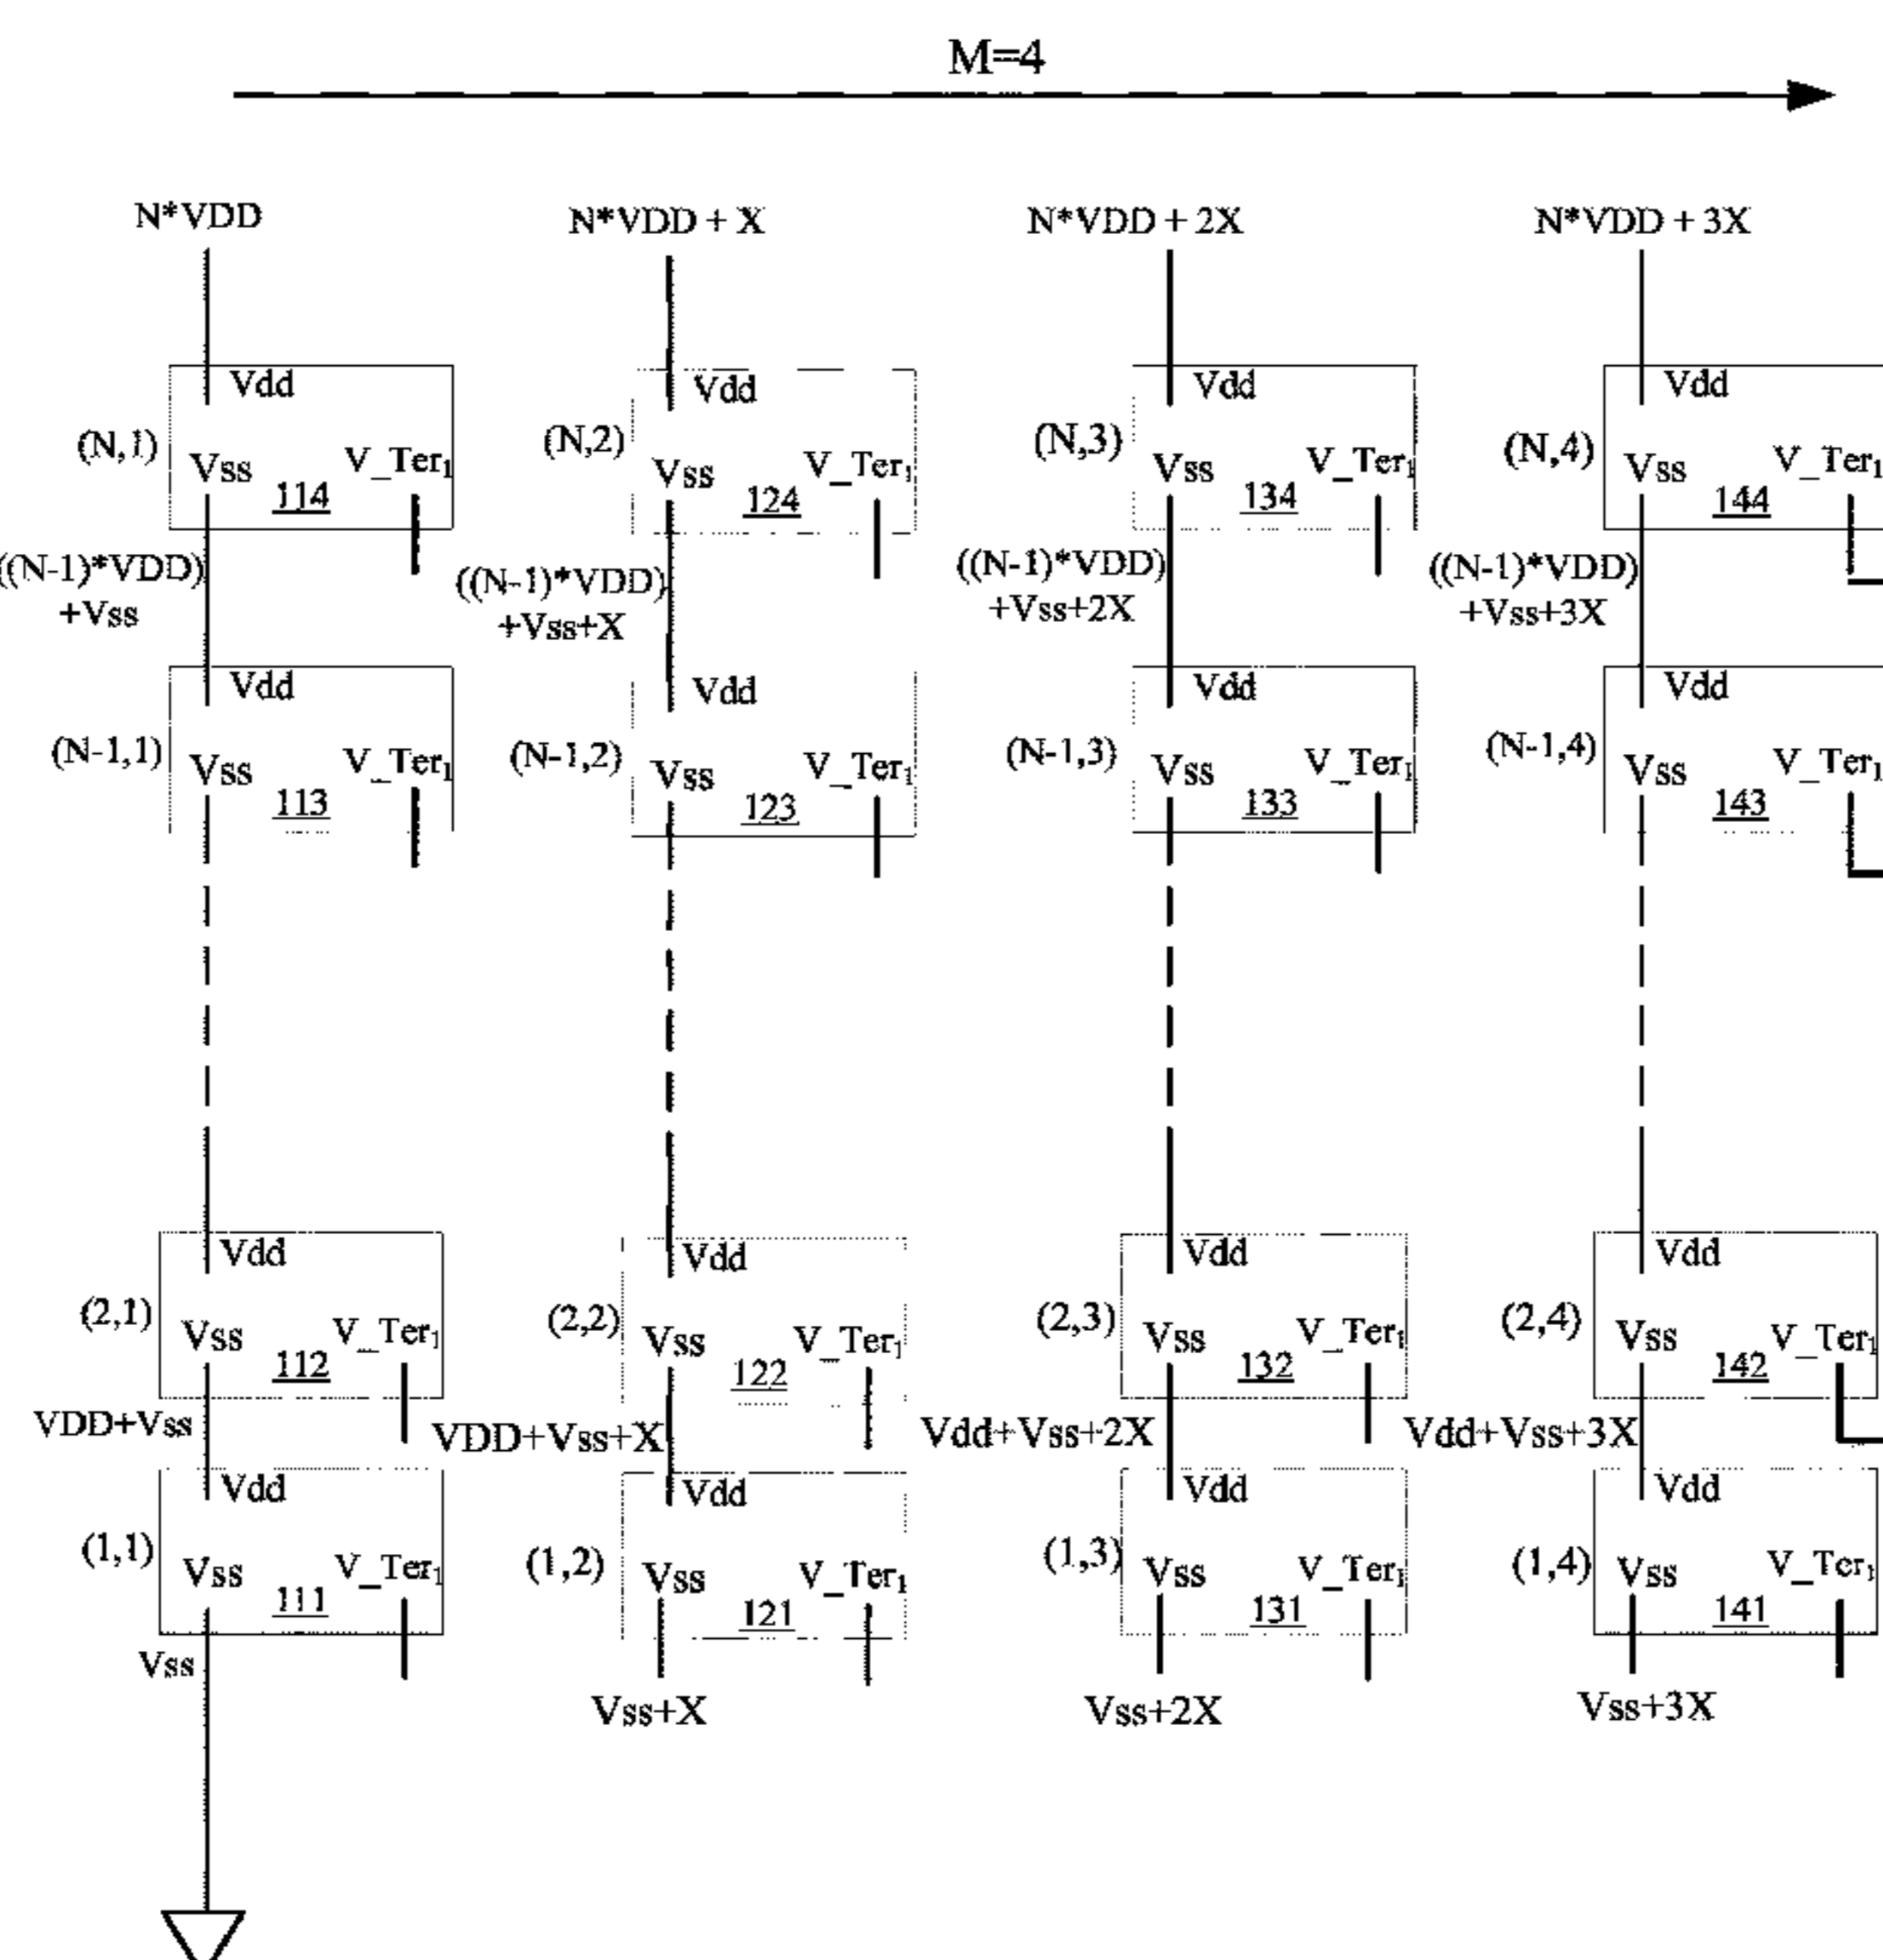 M=4
N*VDD
N*VDD + X
N*VDD + 2X
N*VDD + 3X
Vdd
Vdd
Vdd
Vdd
(N,1)
Vss
V_Ter1
114
(N,2)
Vss
V_Ter1
124
(N,3)
Vss
V_Ter1
134
(N,4)
Vss
V_Ter1
144
((N-1)*VDD)
+Vss
((N-1)*VDD)
+Vss+X
((N-1)*VDD)
+Vss+2X
((N-1)*VDD)
+Vss+3X
Vdd
Vdd
Vdd
Vdd
(N-1,1)
Vss
V_Ter1
113
(N-1,2)
Vss
V_Ter1
123
(N-1,3)
Vss
V_Ter1
133
(N-1,4)
Vss
V_Ter1
143
Vdd
Vdd
Vdd
Vdd
(2,1)
Vss
V_Ter1
112
(2,2)
Vss
V_Ter1
122
(2,3)
Vss
V_Ter1
132
(2,4)
Vss
V_Ter1
142
VDD+Vss
VDD+Vss+X
Vdd+Vss+2X
Vdd+Vss+3X
Vdd
Vdd
Vdd
Vdd
(1,1)
Vss
V_Ter1
111
(1,2)
Vss
V_Ter1
121
(1,3)
Vss
V_Ter1
131
(1,4)
Vss
V_Ter1
141
Vss
Vss+X
Vss+2X
Vss+3X